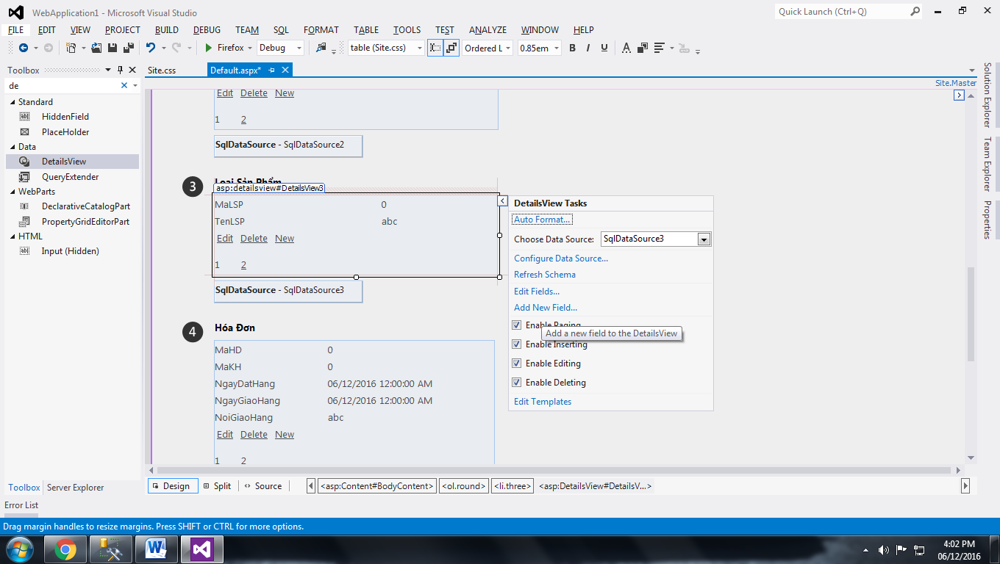 WebApplication1 - Microsoft Visual Studio
Quick Launch (Ctrl+Q)
FILE EDIT VIEW PROJECT BUILD DEBUG TEAM SQL FORMAT TABLE TOOLS TEST ANALYZE WINDOW HELP
Firefox Debug table (Site.css) Ordered L 0.85em B I U A
Toolbox
Site.css Default.aspx*
de
Site.Master
Standard
HiddenField
PlaceHolder
Data
DetailsView
QueryExtender
WebParts
DeclarativeCatalogPart
PropertyGridEditorPart
HTML
Input (Hidden)
Edit Delete New
1 2
SqlDataSource - SqlDataSource2
3
Loại Sản Phẩm
asp:detailsview#DetailsView3
MaLSP 0
TenLSP abc
Edit Delete New
1 2
SqlDataSource - SqlDataSource3
4
Hóa Đơn
MaHD 0
MaKH 0
NgayDatHang 06/12/2016 12:00:00 AM
NgayGiaoHang 06/12/2016 12:00:00 AM
NoiGiaoHang abc
Edit Delete New
1 2
DetailsView Tasks
Auto Format...
Choose Data Source: SqlDataSource3
Configure Data Source...
Refresh Schema
Edit Fields...
Add New Field...
Enable Paging
Add a new field to the DetailsView
Enable Inserting
Enable Editing
Enable Deleting
Edit Templates
Solution Explorer
Team Explorer
Properties
Toolbox Server Explorer
Design Split Source <asp:Content#BodyContent> <ol.round> <li.three> <asp:DetailsView#DetailsV...>
Error List
Drag margin handles to resize margins. Press SHIFT or CTRL for more options.
4:02 PM
06/12/2016